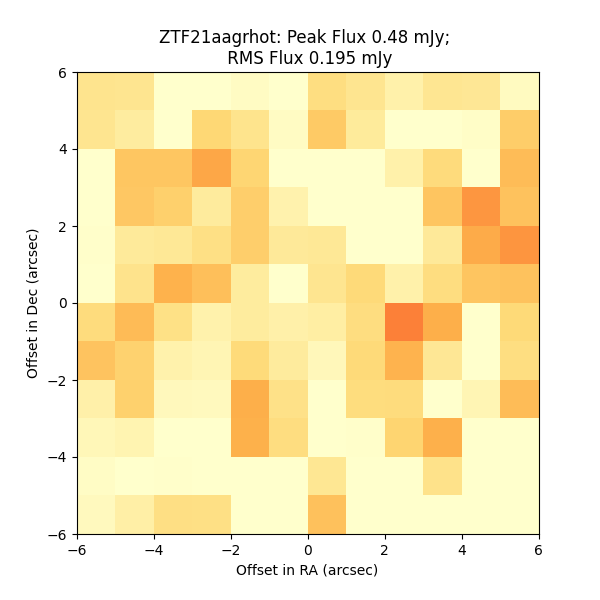 ZTF21aagrhot: Peak Flux 0.48 mJy;
RMS Flux 0.195 mJy
6
4
2
0
−2
−4
−6
Offset in Dec (arcsec)
−6 −4 −2 0 2 4 6
Offset in RA (arcsec)